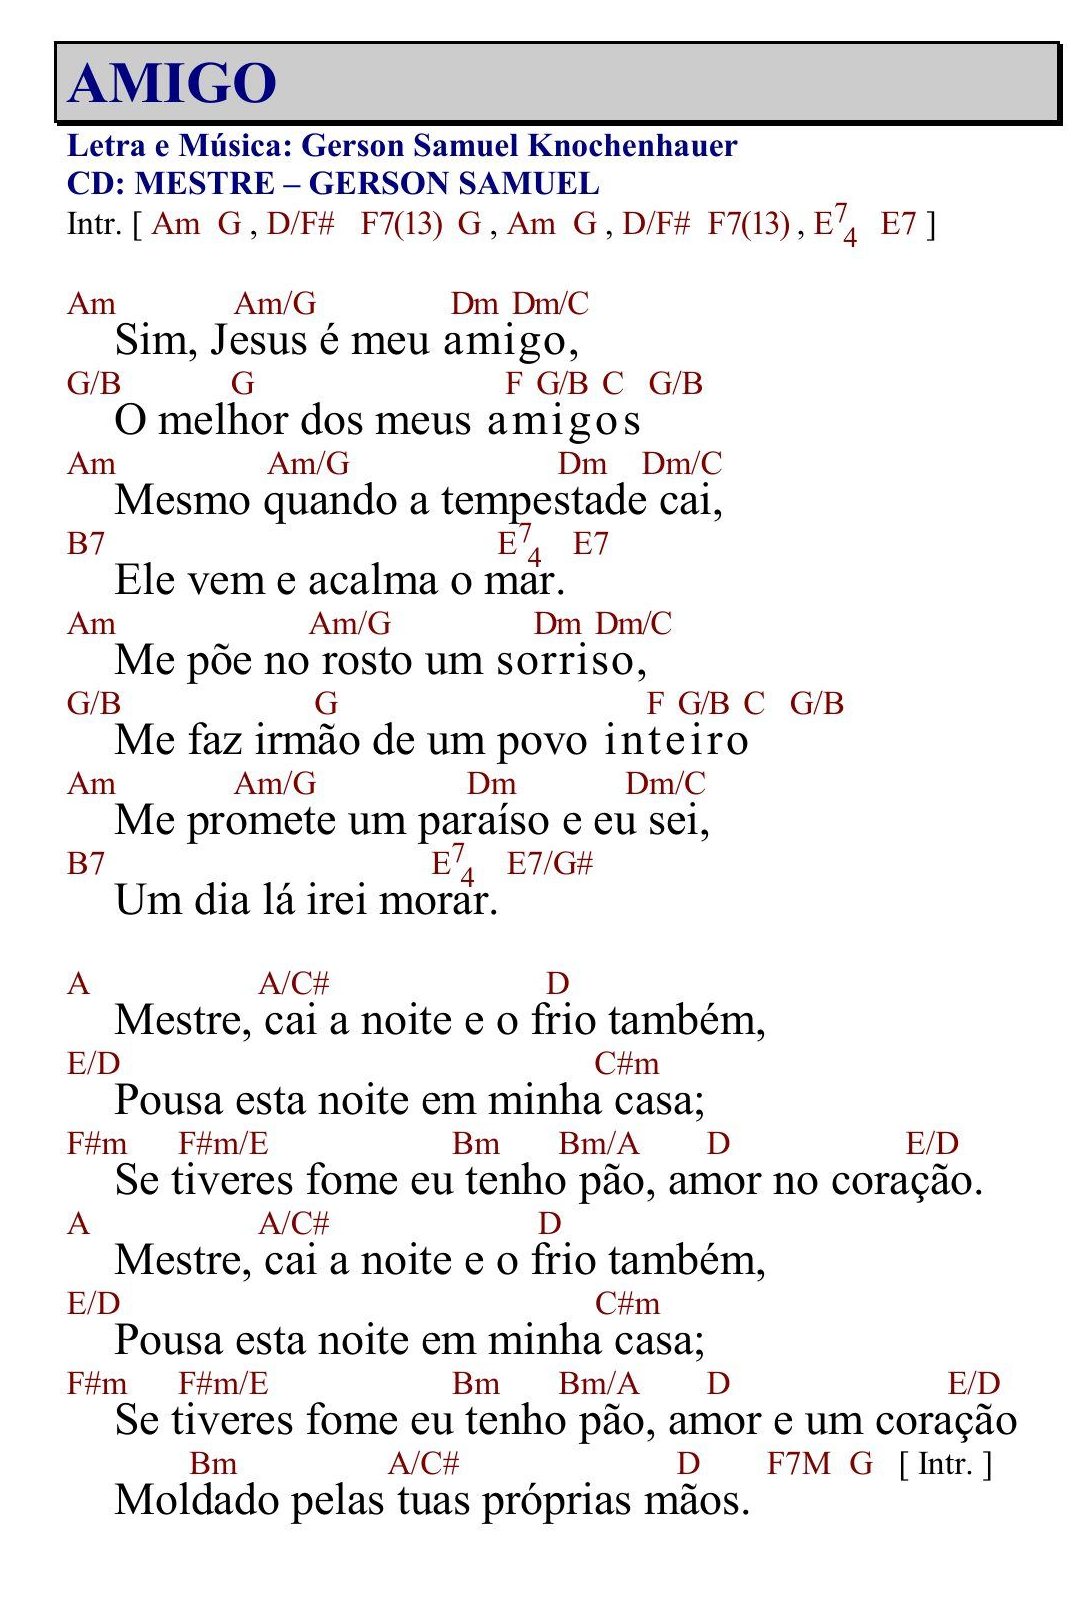 AMIGO
Letra e Música: Gerson Samuel Knochenhauer
CD: MESTRE – GERSON SAMUEL
Intr. [ Am G , D/F# F7(13) G , Am G , D/F# F7(13) , E7/4 E7 ]
Am Am/G Dm Dm/C
Sim, Jesus é meu amigo,
G/B G F G/B C G/B
O melhor dos meus amigos
Am Am/G Dm Dm/C
Mesmo quando a tempestade cai,
B7 E7/4 E7
Ele vem e acalma o mar.
Am Am/G Dm Dm/C
Me põe no rosto um sorriso,
G/B G F G/B C G/B
Me faz irmão de um povo inteiro
Am Am/G Dm Dm/C
Me promete um paraíso e eu sei,
B7 E7/4 E7/G#
Um dia lá irei morar.
A A/C# D
Mestre, cai a noite e o frio também,
E/D C#m
Pousa esta noite em minha casa;
F#m F#m/E Bm Bm/A D E/D
Se tiveres fome eu tenho pão, amor no coração.
A A/C# D
Mestre, cai a noite e o frio também,
E/D C#m
Pousa esta noite em minha casa;
F#m F#m/E Bm Bm/A D E/D
Se tiveres fome eu tenho pão, amor e um coração
Bm A/C# D F7M G [ Intr. ]
Moldado pelas tuas próprias mãos.